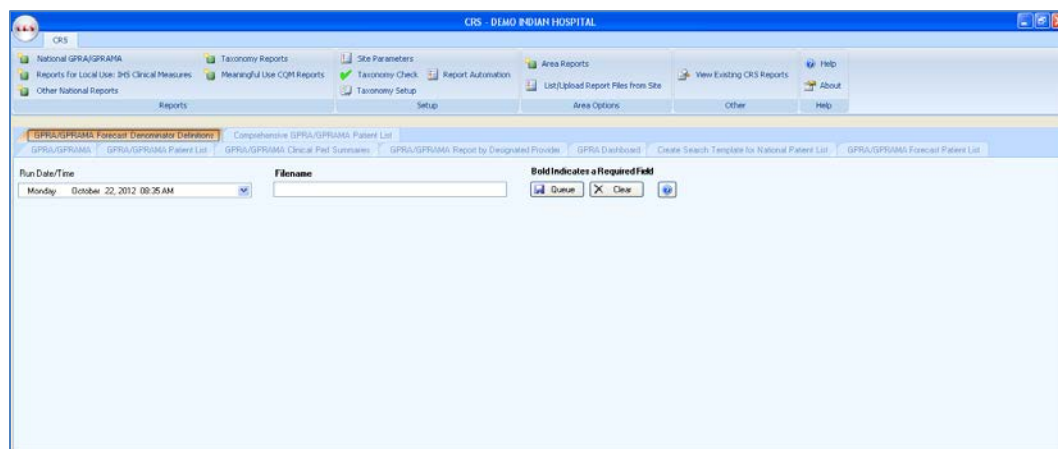 CRS - DEMO INDIAN HOSPITAL
CRS
National GPRA/GPRAMA
Reports for Local Use: IHS Clinical Measures
Other National Reports
Taxonomy Reports
Meaningful Use CQM Reports
Reports
Site Parameters
Taxonomy Check
Report Automation
Taxonomy Setup
Setup
Area Reports
List/Upload Report Files from Site
Area Options
View Existing CRS Reports
Other
Help
About
Help
GPRA/GPRAMA Forecast Denominator Definitions
Comprehensive GPRA/GPRAMA Patient List
GPRA/GPRAMA
GPRA/GPRAMA Patient List
GPRA/GPRAMA Clinical Ped Summaries
GPRA/GPRAMA Report by Designated Provider
GPRA Dashboard
Create Search Template for National Patient List
GPRA/GPRAMA Forecast Patient List
Run Date/Time
Filename
Bold Indicates a Required Field
Monday October 22, 2012 08:35 AM
Queue
Clear